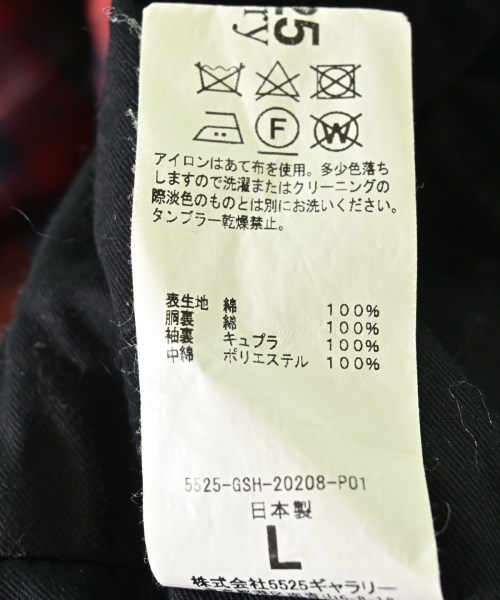 25
ry
F
W
アイロンはあて布を使用。多少色落ち
しますので洗濯またはクリーニングの
際淡色のものとは別にお洗いください。
タンブラー乾燥禁止。
表生地 綿 100%
胴裏 綿 100%
袖裏 キュプラ 100%
中綿 ポリエステル 100%
5525-GSH-20208-P01
日本製
L
株式会社5525ギャラリー